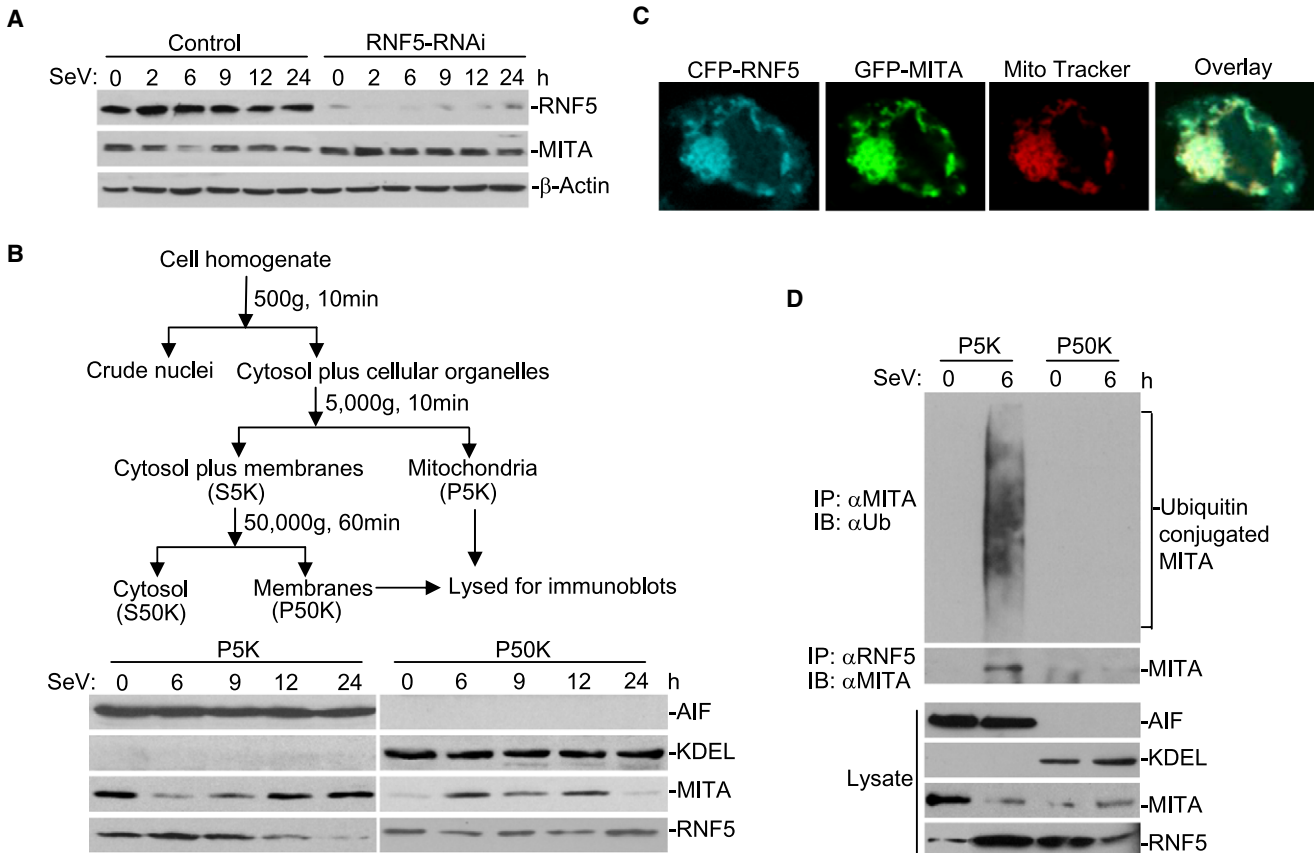 A
Control RNF5-RNAi
SeV: 0 2 6 9 12 24 0 2 6 9 12 24 h
-RNF5
-MITA
-β-Actin
B
Cell homogenate
500g, 10min
Crude nuclei Cytosol plus cellular organelles
5,000g, 10min
Cytosol plus membranes Mitochondria
(S5K) (P5K)
50,000g, 60min
Cytosol Membranes Lysed for immunoblots
(S50K) (P50K)
P5K P50K
SeV: 0 6 9 12 24 0 6 9 12 24 h
-AIF
-KDEL
-MITA
-RNF5
C
CFP-RNF5 GFP-MITA Mito Tracker Overlay
D
P5K P50K
SeV: 0 6 0 6 h
IP: αMITA
IB: αUb
-Ubiquitin
conjugated
MITA
IP: αRNF5
IB: αMITA
-MITA
Lysate
-AIF
-KDEL
-MITA
-RNF5